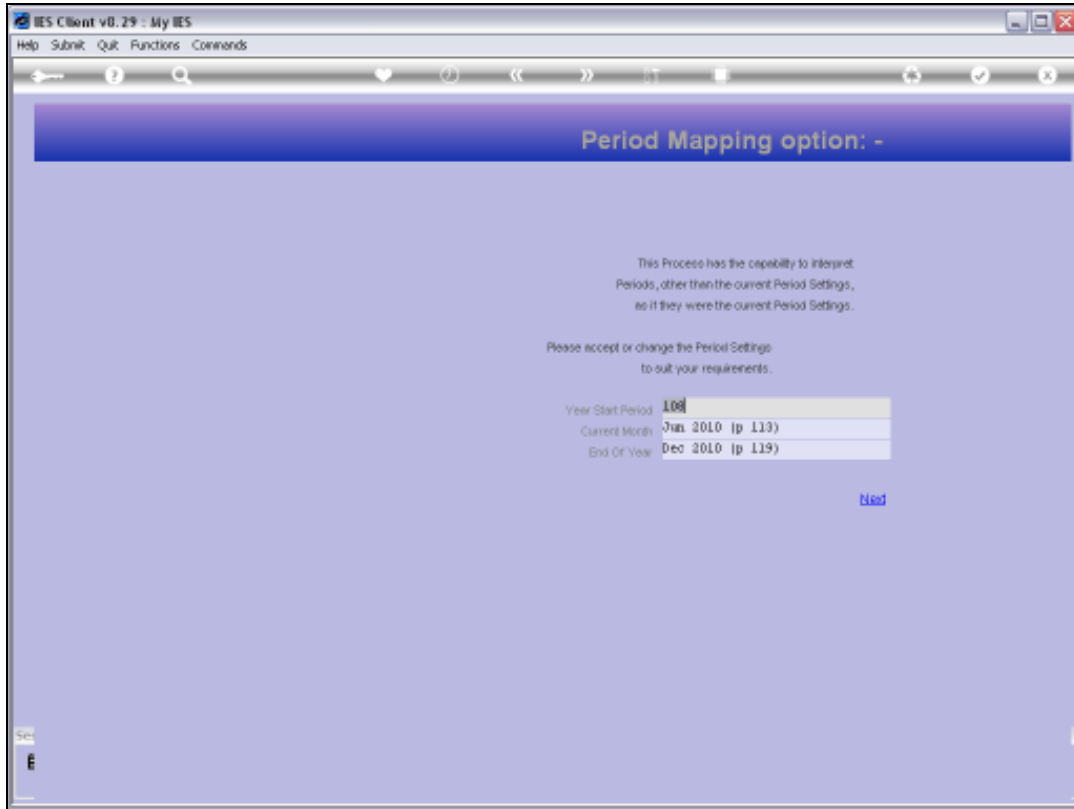 IES Client v8.29 : My IES
Help Submit Quit Functions Commands
Period Mapping option: -
This Process has the capability to interpret
Periods, other than the current Period Settings,
as if they were the current Period Settings.
Please accept or change the Period Settings
to suit your requirements.
Year Start Period 108
Current Month Jun 2010 (p 113)
End Of Year Dec 2010 (p 119)
Next